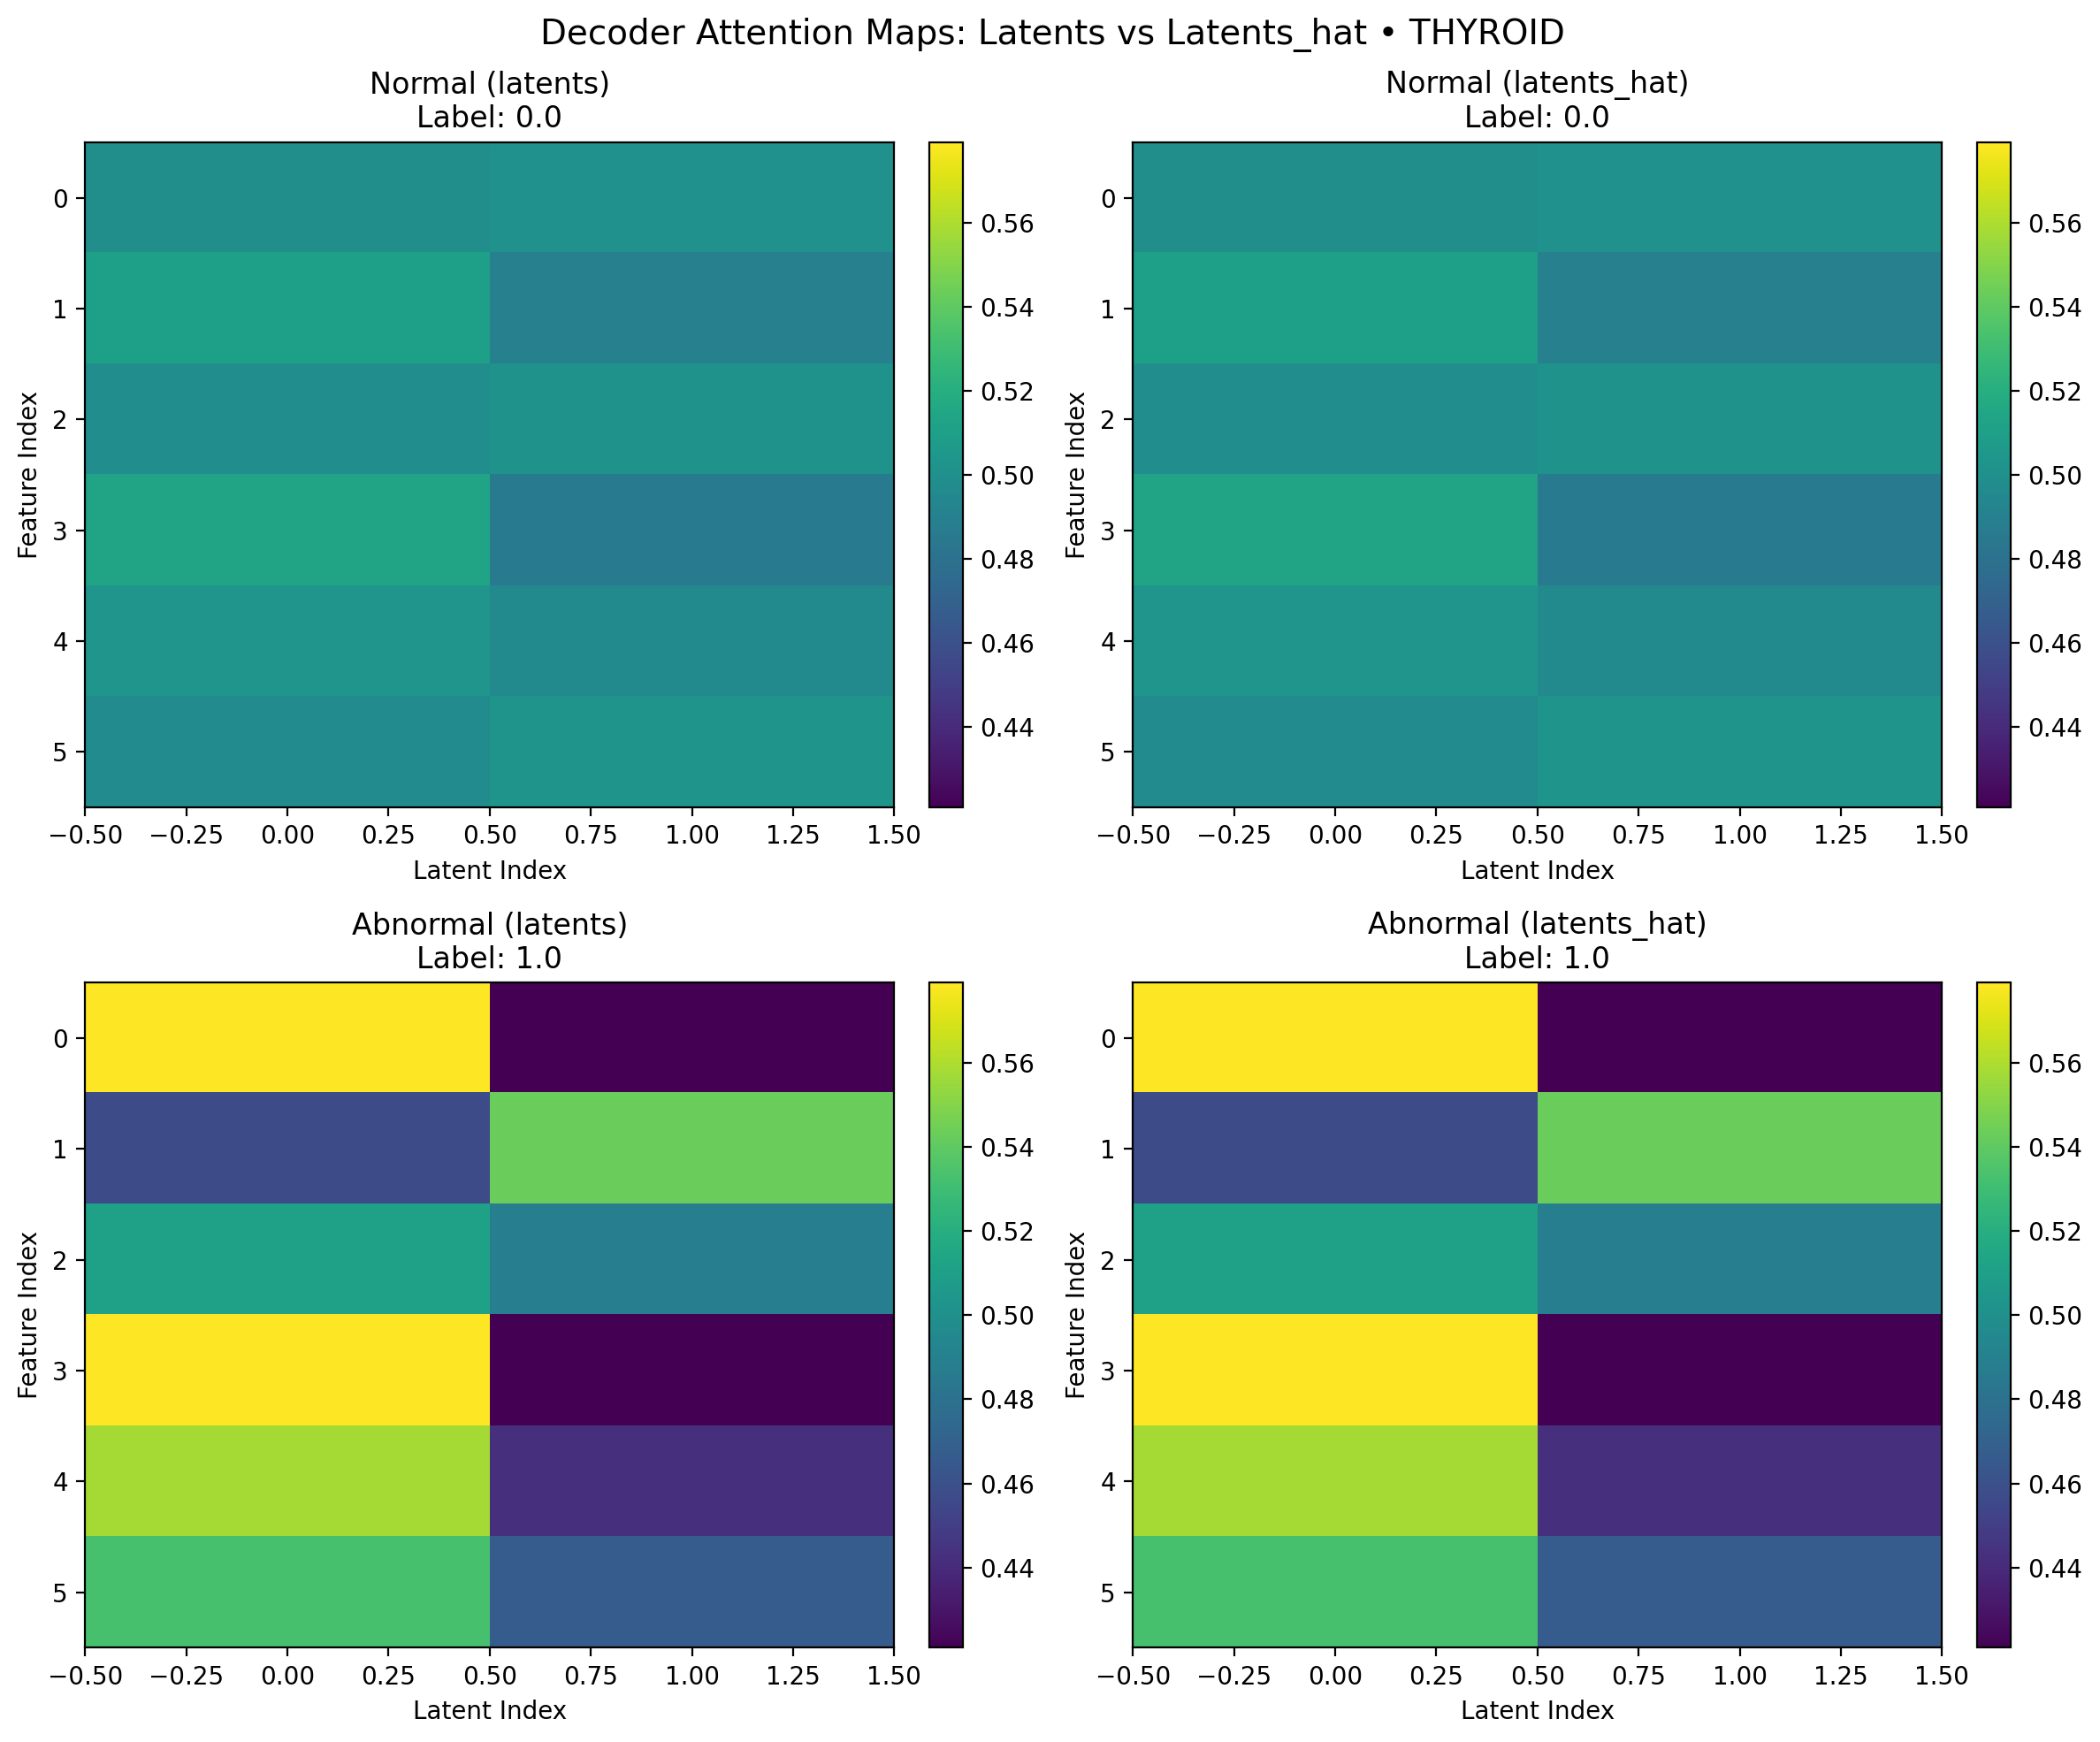 Decoder Attention Maps: Latents vs Latents_hat • THYROID
Normal (latents)
Label: 0.0
Feature Index
0
1
2
3
4
5
−0.50 −0.25 0.00 0.25 0.50 0.75 1.00 1.25 1.50
Latent Index
0.56
0.54
0.52
0.50
0.48
0.46
0.44
Normal (latents_hat)
Label: 0.0
Feature Index
0
1
2
3
4
5
−0.50 −0.25 0.00 0.25 0.50 0.75 1.00 1.25 1.50
Latent Index
0.56
0.54
0.52
0.50
0.48
0.46
0.44
Abnormal (latents)
Label: 1.0
Feature Index
0
1
2
3
4
5
−0.50 −0.25 0.00 0.25 0.50 0.75 1.00 1.25 1.50
Latent Index
0.56
0.54
0.52
0.50
0.48
0.46
0.44
Abnormal (latents_hat)
Label: 1.0
Feature Index
0
1
2
3
4
5
−0.50 −0.25 0.00 0.25 0.50 0.75 1.00 1.25 1.50
Latent Index
0.56
0.54
0.52
0.50
0.48
0.46
0.44